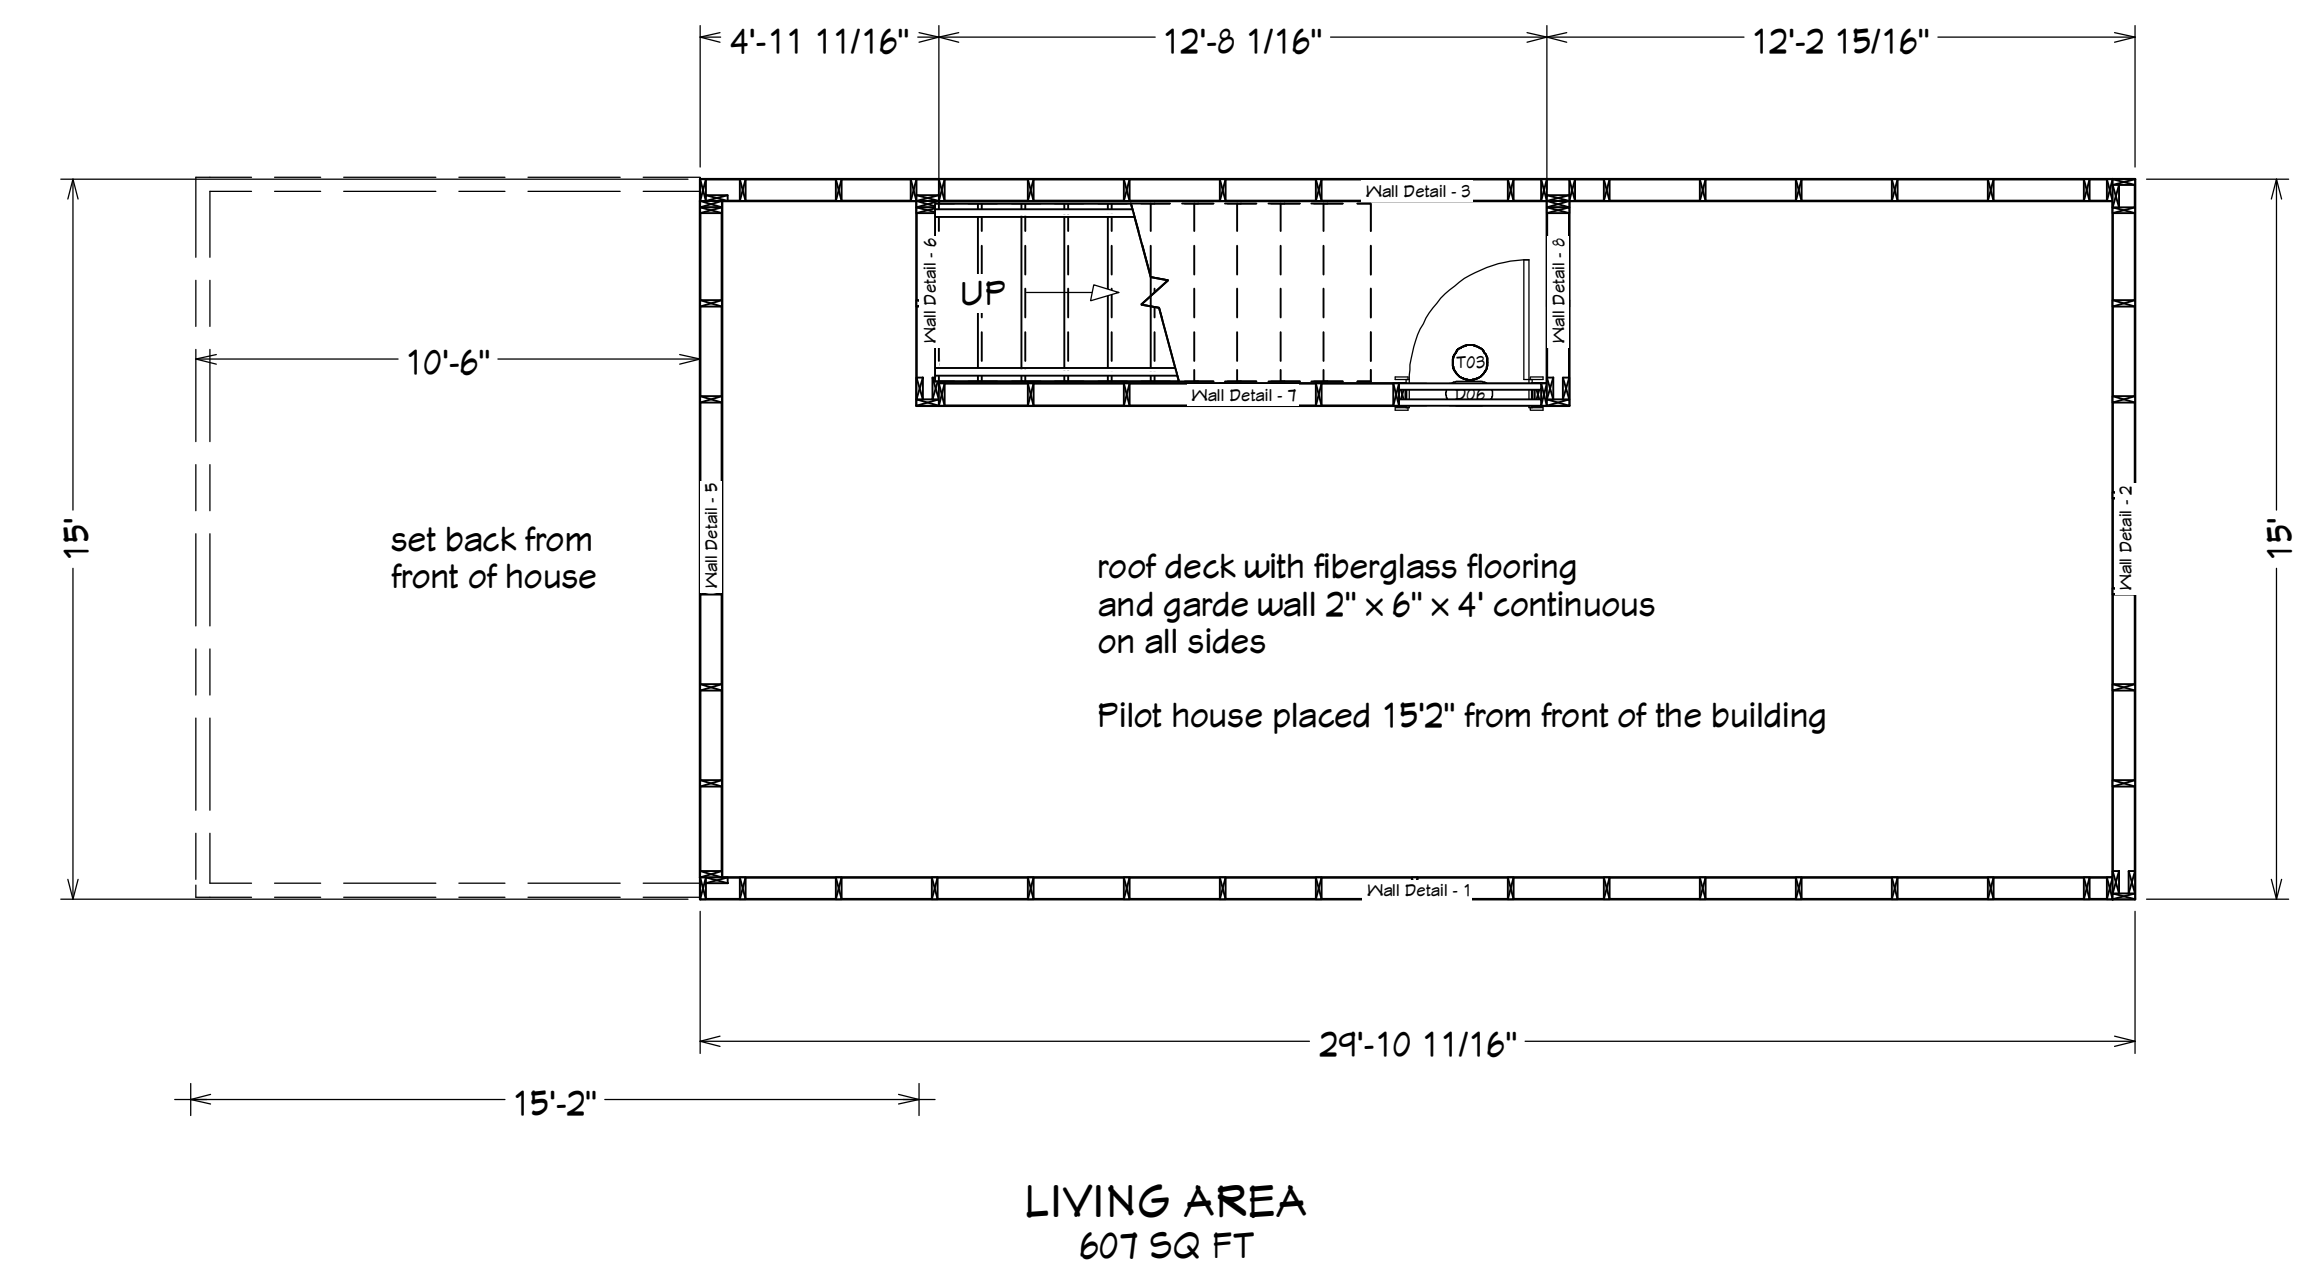 4'-11 11/16"
12'-8 1/16"
12'-2 15/16"
Wall Detail - 3
Wall Detail - 6
UP
Wall Detail - 8
T03
D06
Wall Detail - 7
10'-6"
15'
set back from
front of house
Wall Detail - 5
roof deck with fiberglass flooring
and garde wall 2" x 6" x 4' continuous
on all sides
Pilot house placed 15'2" from front of the building
Wall Detail - 2
15'
Wall Detail - 1
29'-10 11/16"
15'-2"
LIVING AREA
607 SQ FT